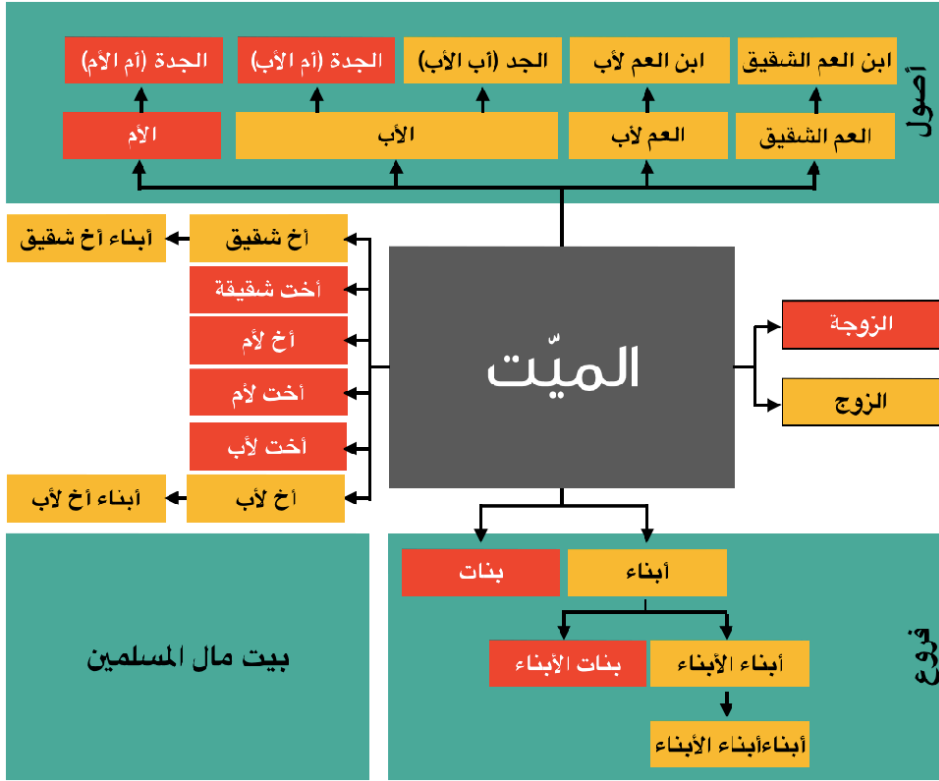 أصول
ابن العم الشقيق
ابن العم لأب
الجد (أب الأب)
الجدة (أم الأب)
الجدة (أم الأم)
العم الشقيق
العم لأب
الأب
الأم
أخ شقيق
أبناء أخ شقيق
أخت شقيقة
أخ لأم
أخت لأم
أخت لأب
أخ لأب
أبناء أخ لأب
الميّت
الزوجة
الزوج
فروع
أبناء
بنات
أبناء الأبناء
بنات الأبناء
أبناءأبناء الأبناء
بيت مال المسلمين